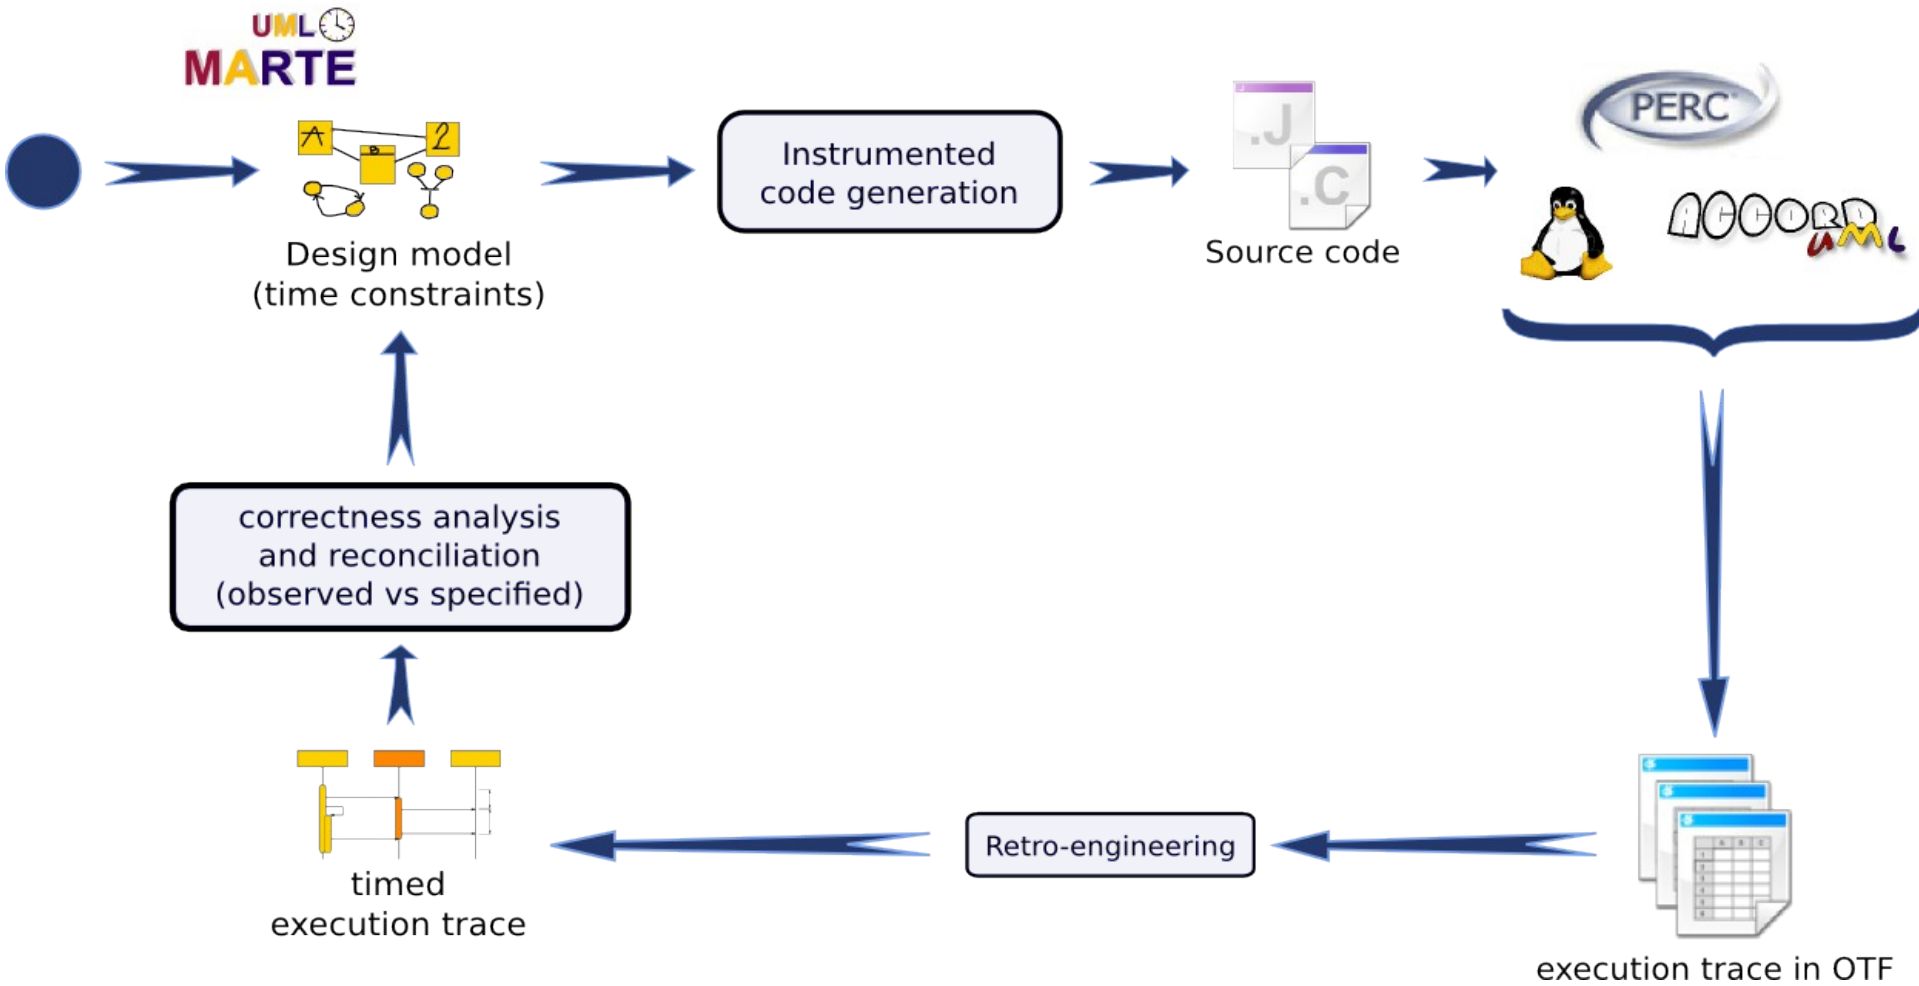 UML
MARTE
A
2
B
Design model
(time constraints)
Instrumented
code generation
.J
.C
Source code
PERC
ACCORD
UML
correctness analysis
and reconciliation
(observed vs specified)
timed
execution trace
Retro-engineering
execution trace in OTF